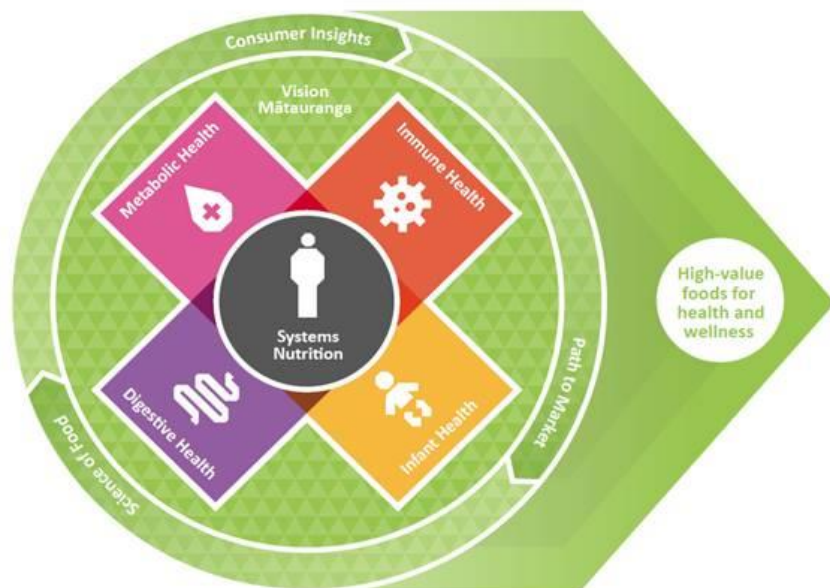 Consumer Insights
Vision
Mātauranga
Metabolic Health
Immune Health
Systems
Nutrition
Digestive Health
Infant Health
Science of Food
Path to Market
High-value
foods for
health and
wellness